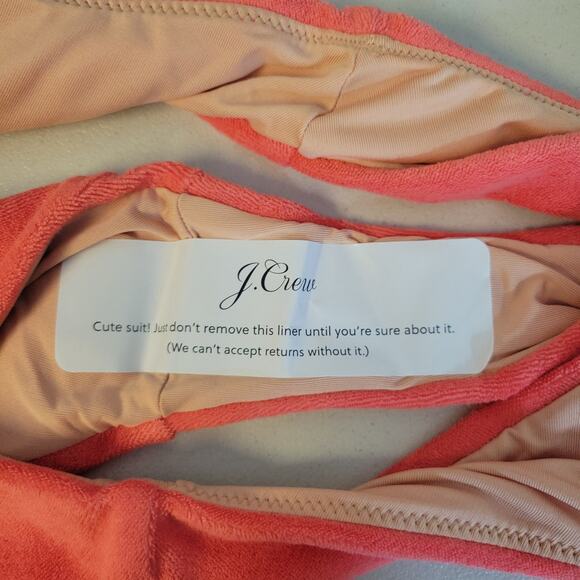 J.Crew
Cute suit! Just don't remove this liner until you're sure about it.
(We can't accept returns without it.)